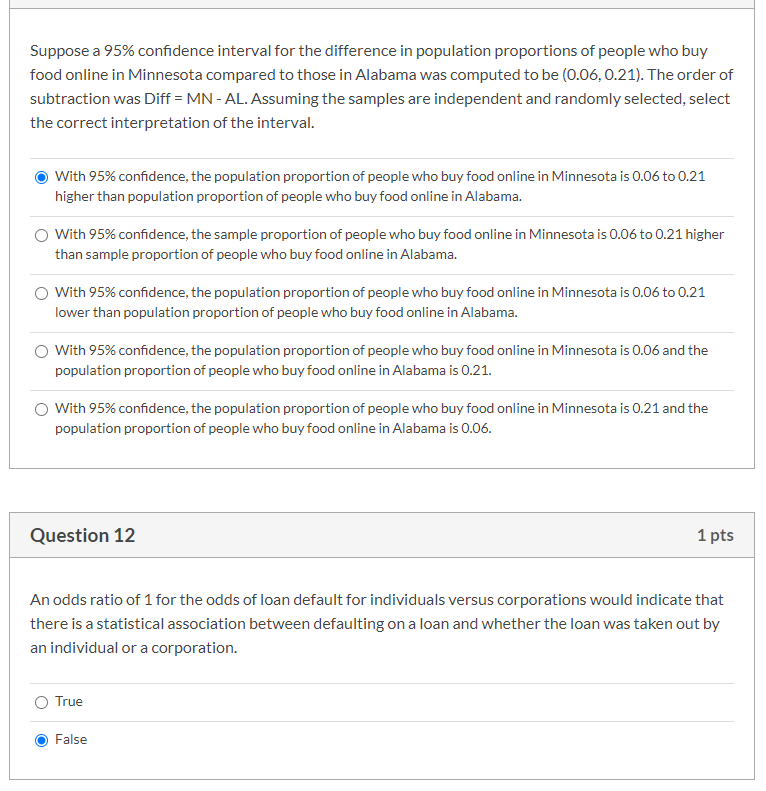 Suppose a 95% confidence interval for the difference in population proportions of people who buy
food online in Minnesota compared to those in Alabama was computed to be (0.06, 0.21). The order of
subtraction was Diff = MN - AL. Assuming the samples are independent and randomly selected, select
the correct interpretation of the interval.
With 95% confidence, the population proportion of people who buy food online in Minnesota is 0.06 to 0.21
higher than population proportion of people who buy food online in Alabama.
With 95% confidence, the sample proportion of people who buy food online in Minnesota is 0.06 to 0.21 higher
than sample proportion of people who buy food online in Alabama.
With 95% confidence, the population proportion of people who buy food online in Minnesota is 0.06 to 0.21
lower than population proportion of people who buy food online in Alabama.
With 95% confidence, the population proportion of people who buy food online in Minnesota is 0.06 and the
population proportion of people who buy food online in Alabama is 0.21.
With 95% confidence, the population proportion of people who buy food online in Minnesota is 0.21 and the
population proportion of people who buy food online in Alabama is 0.06.
Question 12 1 pts
An odds ratio of 1 for the odds of loan default for individuals versus corporations would indicate that
there is a statistical association between defaulting on a loan and whether the loan was taken out by
an individual or a corporation.
True
False